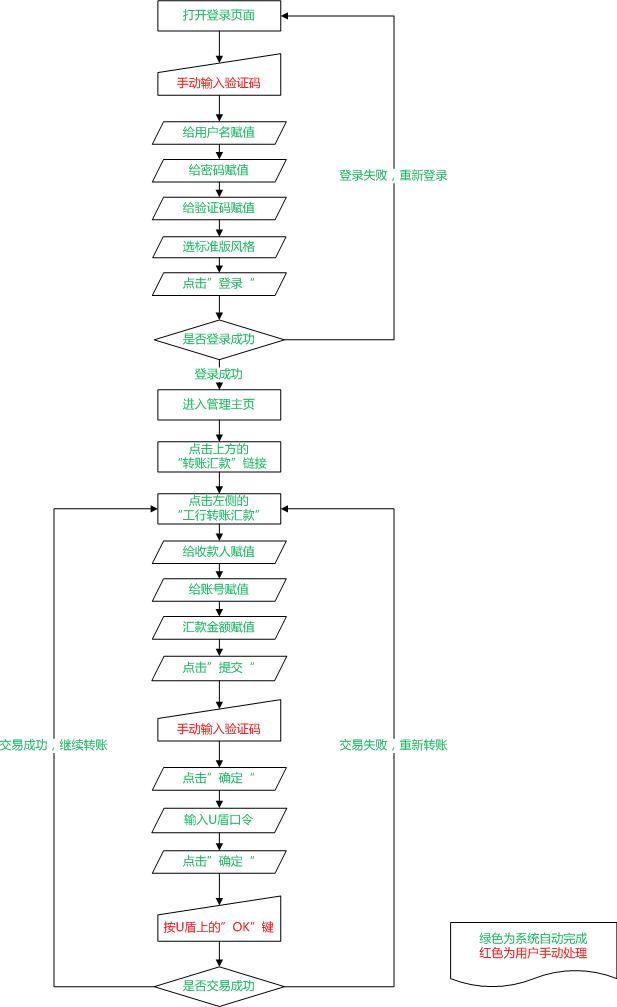 打开登录页面
手动输入验证码
给用户名赋值
给密码赋值
登录失败，重新登录
给验证码赋值
选标准版风格
点击”登录“
是否登录成功
登录成功
进入管理主页
点击上方的
“转账汇款”链接
点击左侧的
“工行转账汇款”
给收款人赋值
给账号赋值
汇款金额赋值
点击”提交“
手动输入验证码
交易成功，继续转账
交易失败，重新转账
点击”确定“
输入U盾口令
点击”确定“
按U盾上的”OK”键
是否交易成功
绿色为系统自动完成
红色为用户手动处理